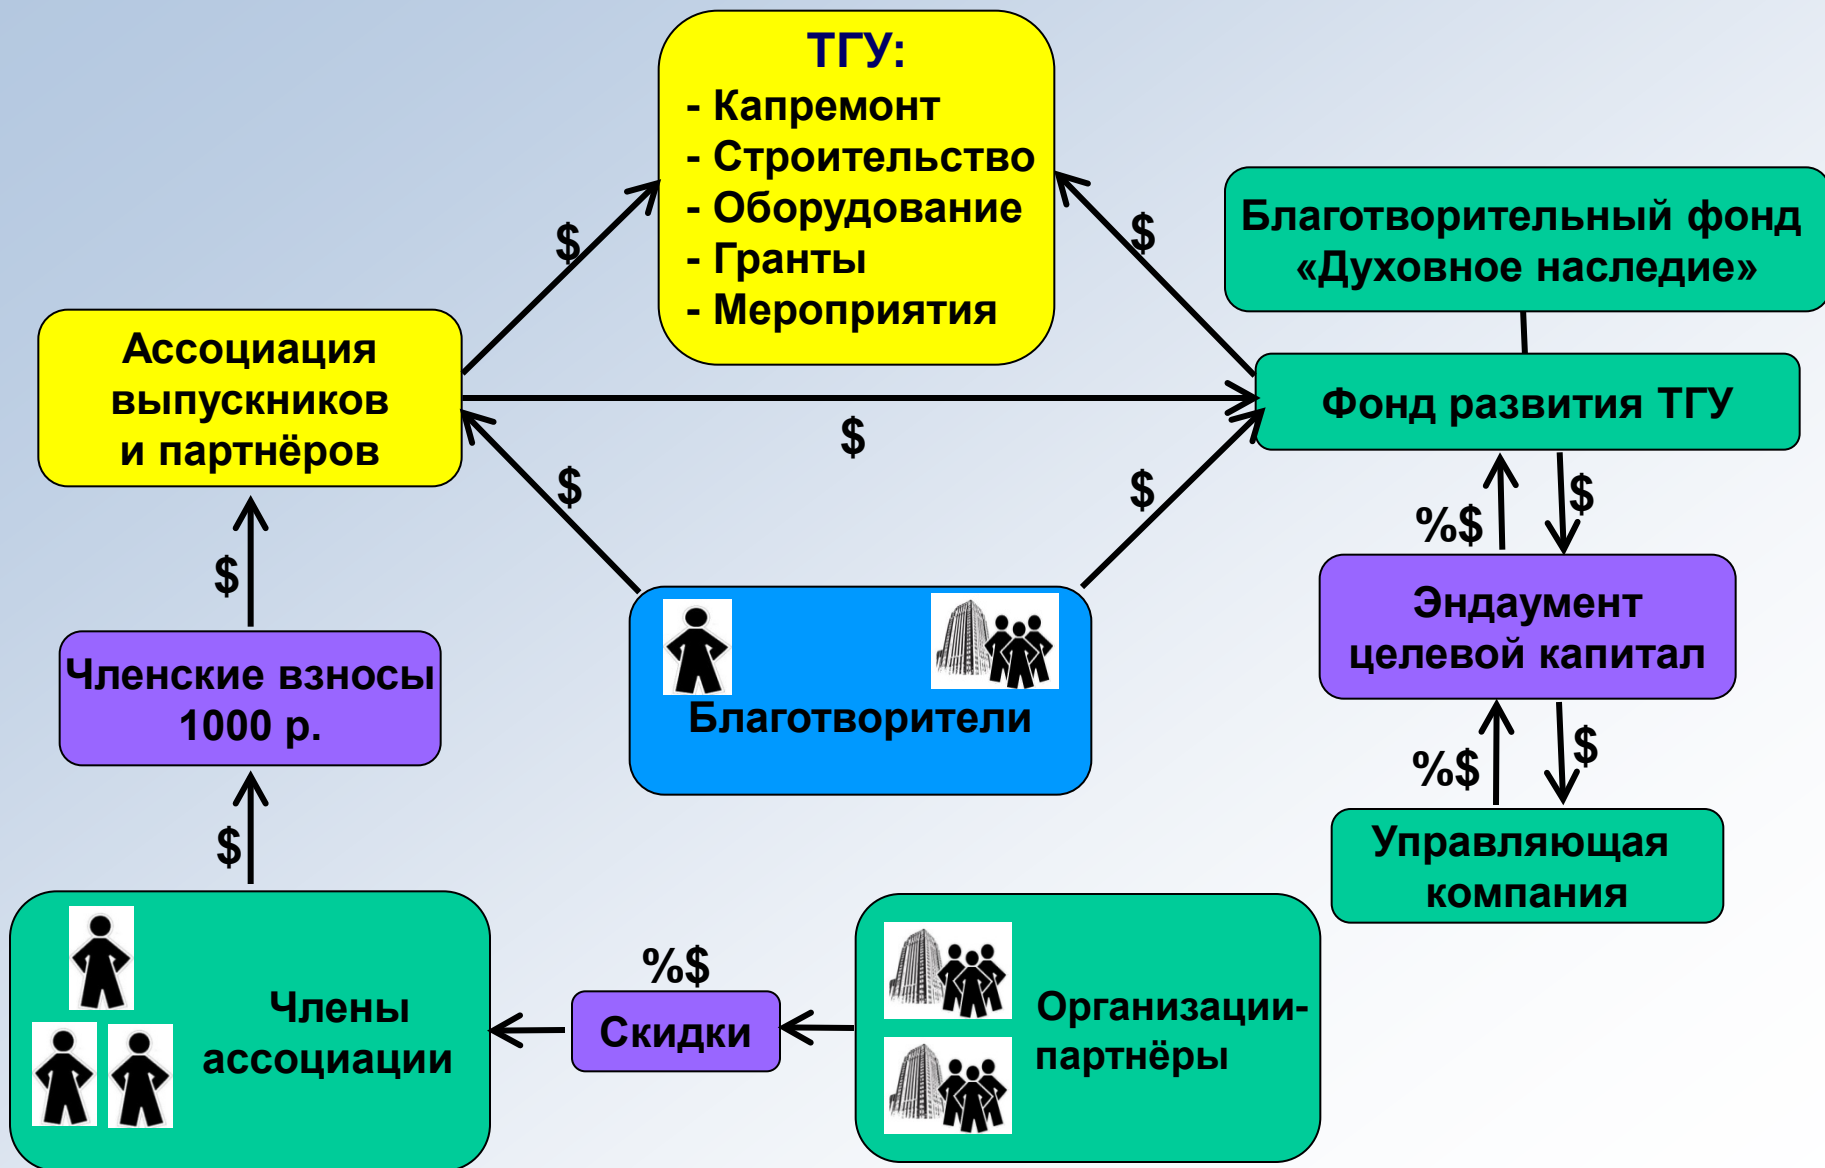 ТГУ:
- Капремонт
- Строительство
- Оборудование
- Гранты
- Мероприятия
$
$
Благотворительный фонд
«Духовное наследие»
Ассоциация
выпускников
и партнёров
$
Фонд развития ТГУ
$
$
%$
$
$
Членские взносы
1000 р.
Благотворители
Эндаумент
целевой капитал
%$
$
$
Управляющая
компания
Члены
ассоциации
%$
Скидки
Организации-
партнёры